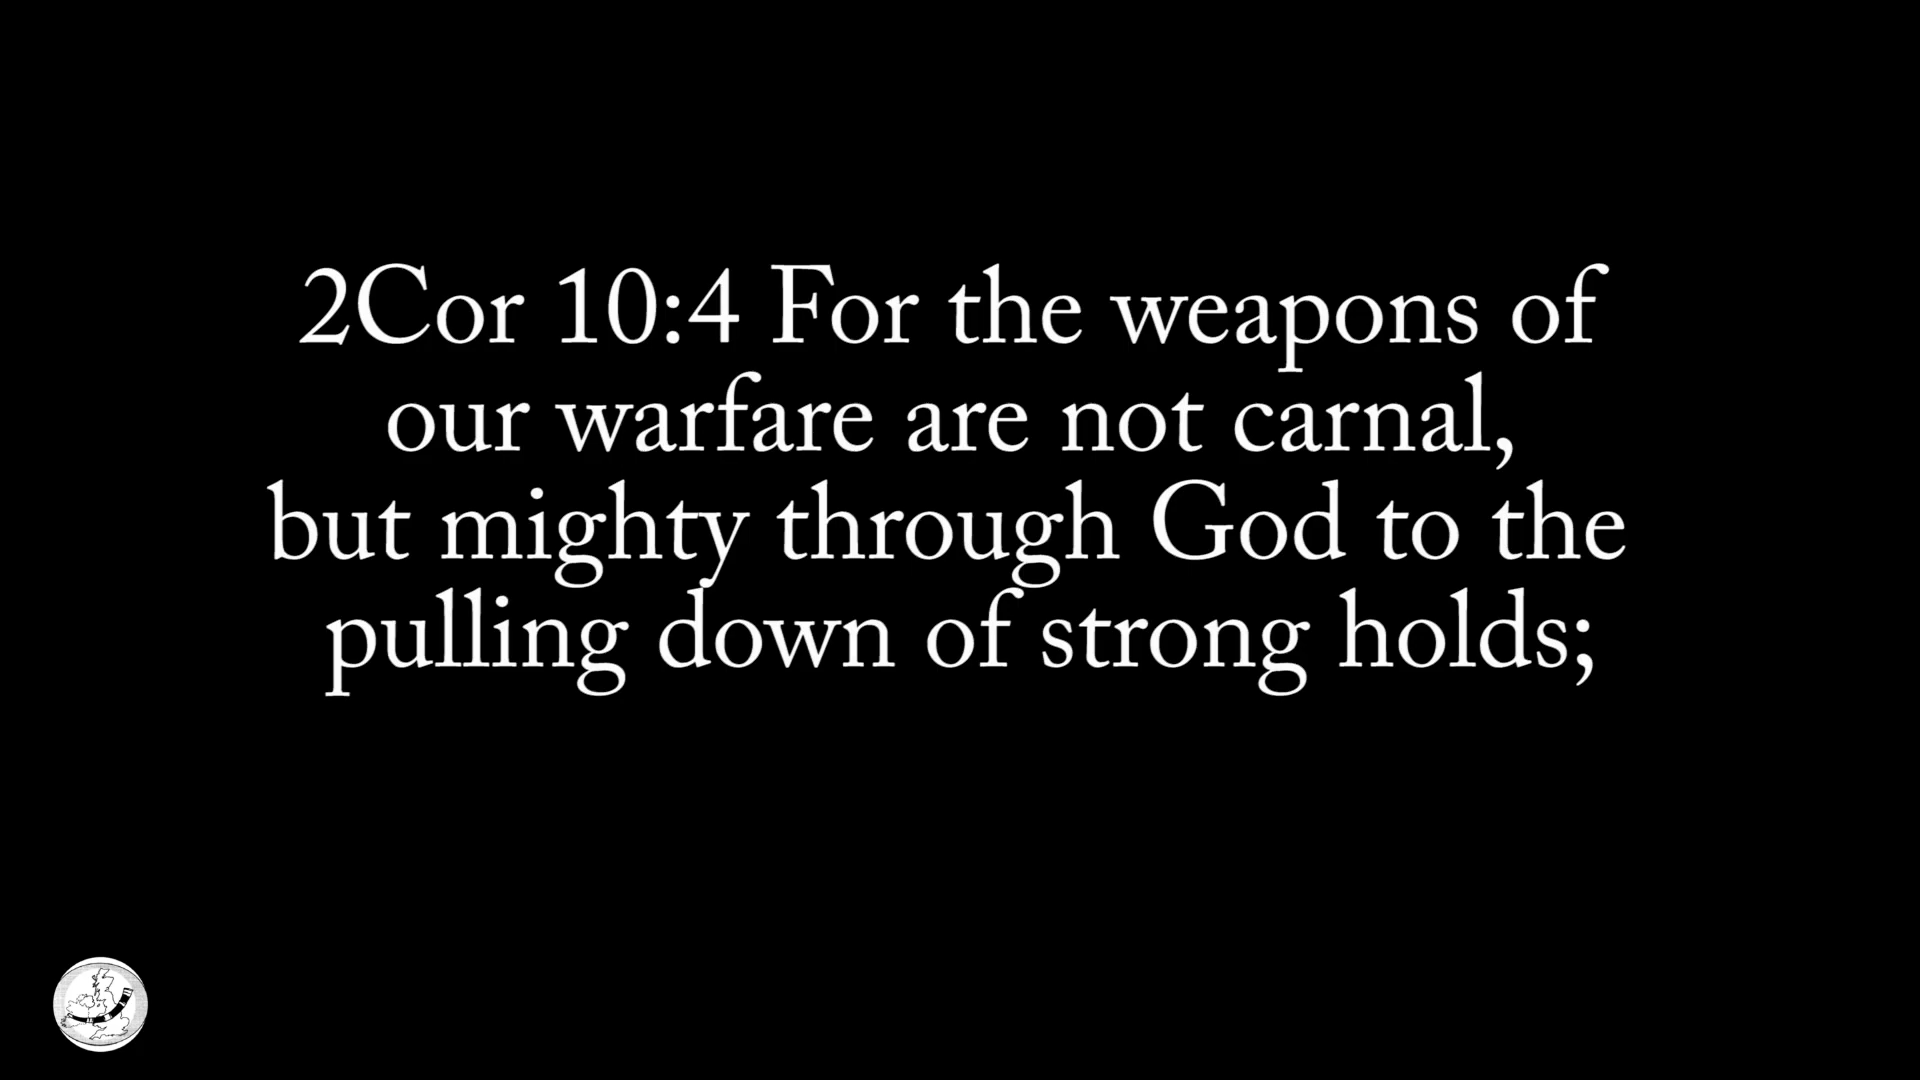 2Cor 10:4 For the weapons of
our warfare are not carnal,
but mighty through God to the
pulling down of strong holds;